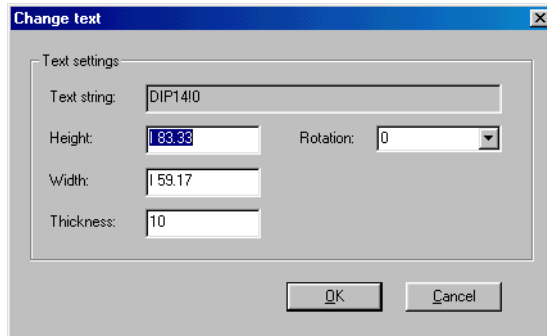 Change text
Text settings
Text string: DIP14!0
Height: I 83.33 Rotation: 0
Width: I 59.17
Thickness: 10
OK Cancel